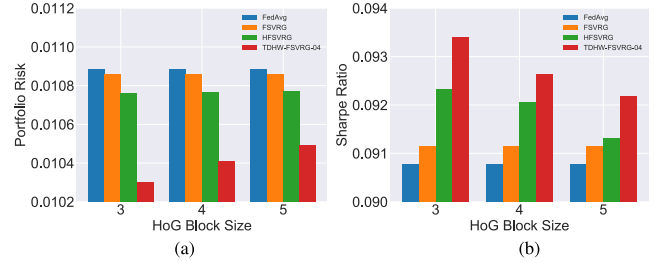 0.0112
0.0110
0.0108
0.0106
0.0104
0.0102
Portfolio Risk
FedAvg
FSVRG
HFSVRG
TDHW-FSVRG-04
3 4 5
HoG Block Size
(a)
0.094
0.093
0.092
0.091
0.090
Sharpe Ratio
FedAvg
FSVRG
HFSVRG
TDHW-FSVRG-04
3 4 5
HoG Block Size
(b)